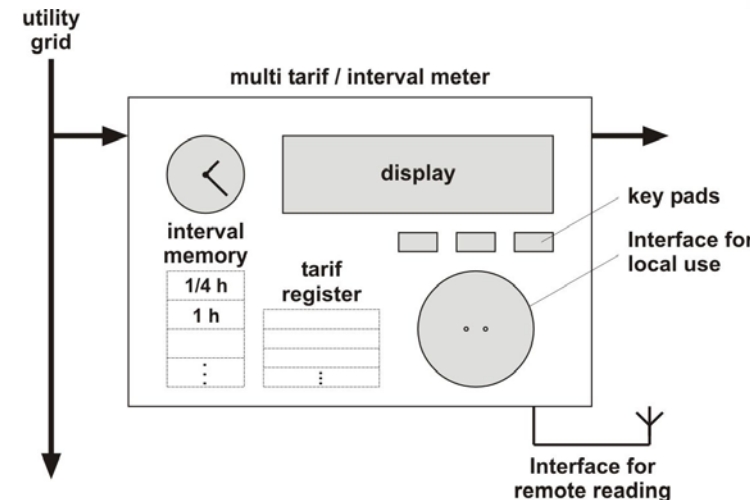 utility
grid
multi tarif / interval meter
display
key pads
interval
memory
Interface for
local use
tarif
register
1/4 h
1 h
Interface for
remote reading